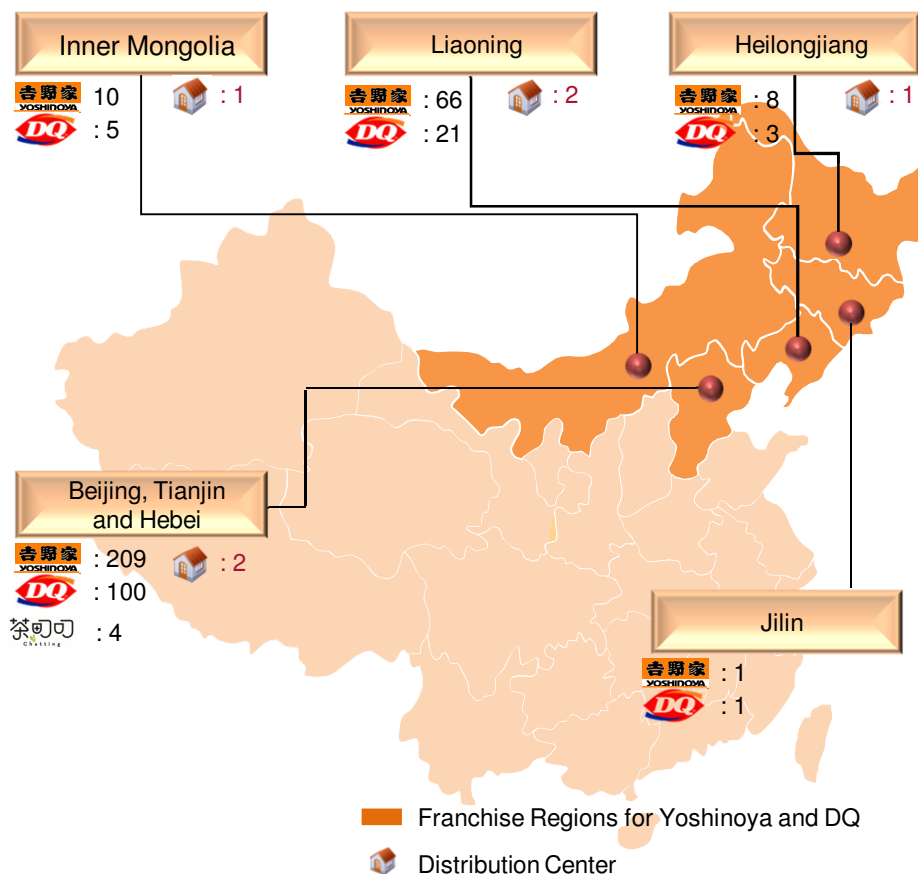 Inner Mongolia
吉野家 10
YOSHINOYA
DQ : 5
: 1
Liaoning
吉野家 : 66
YOSHINOYA
DQ : 21
: 2
Heilongjiang
吉野家 : 8
YOSHINOYA
DQ : 3
: 1
Beijing, Tianjin
and Hebei
吉野家 : 209
YOSHINOYA
DQ : 100
茶叮叮 : 4
Chatting
: 2
Jilin
吉野家 : 1
YOSHINOYA
DQ : 1
Franchise Regions for Yoshinoya and DQ
Distribution Center